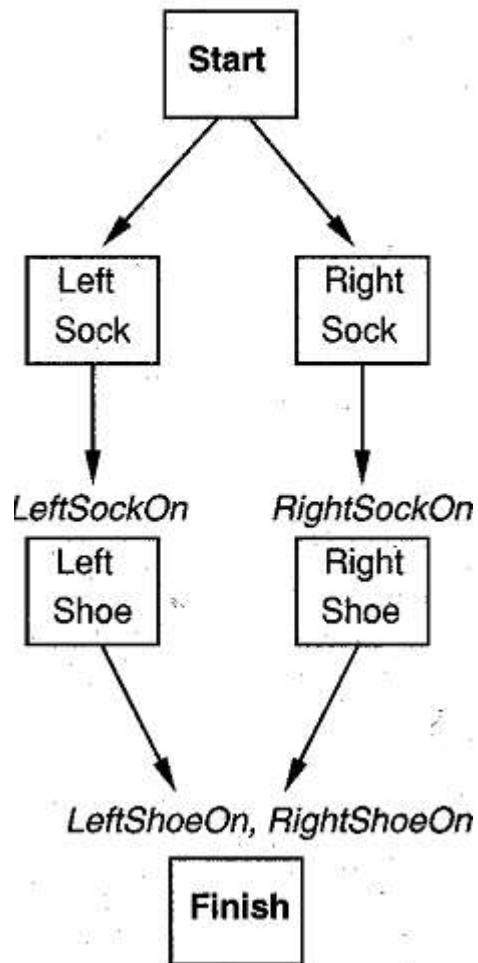 Start
Left
Sock
Right
Sock
LeftSockOn
RightSockOn
Left
Shoe
Right
Shoe
LeftShoeOn, RightShoeOn
Finish